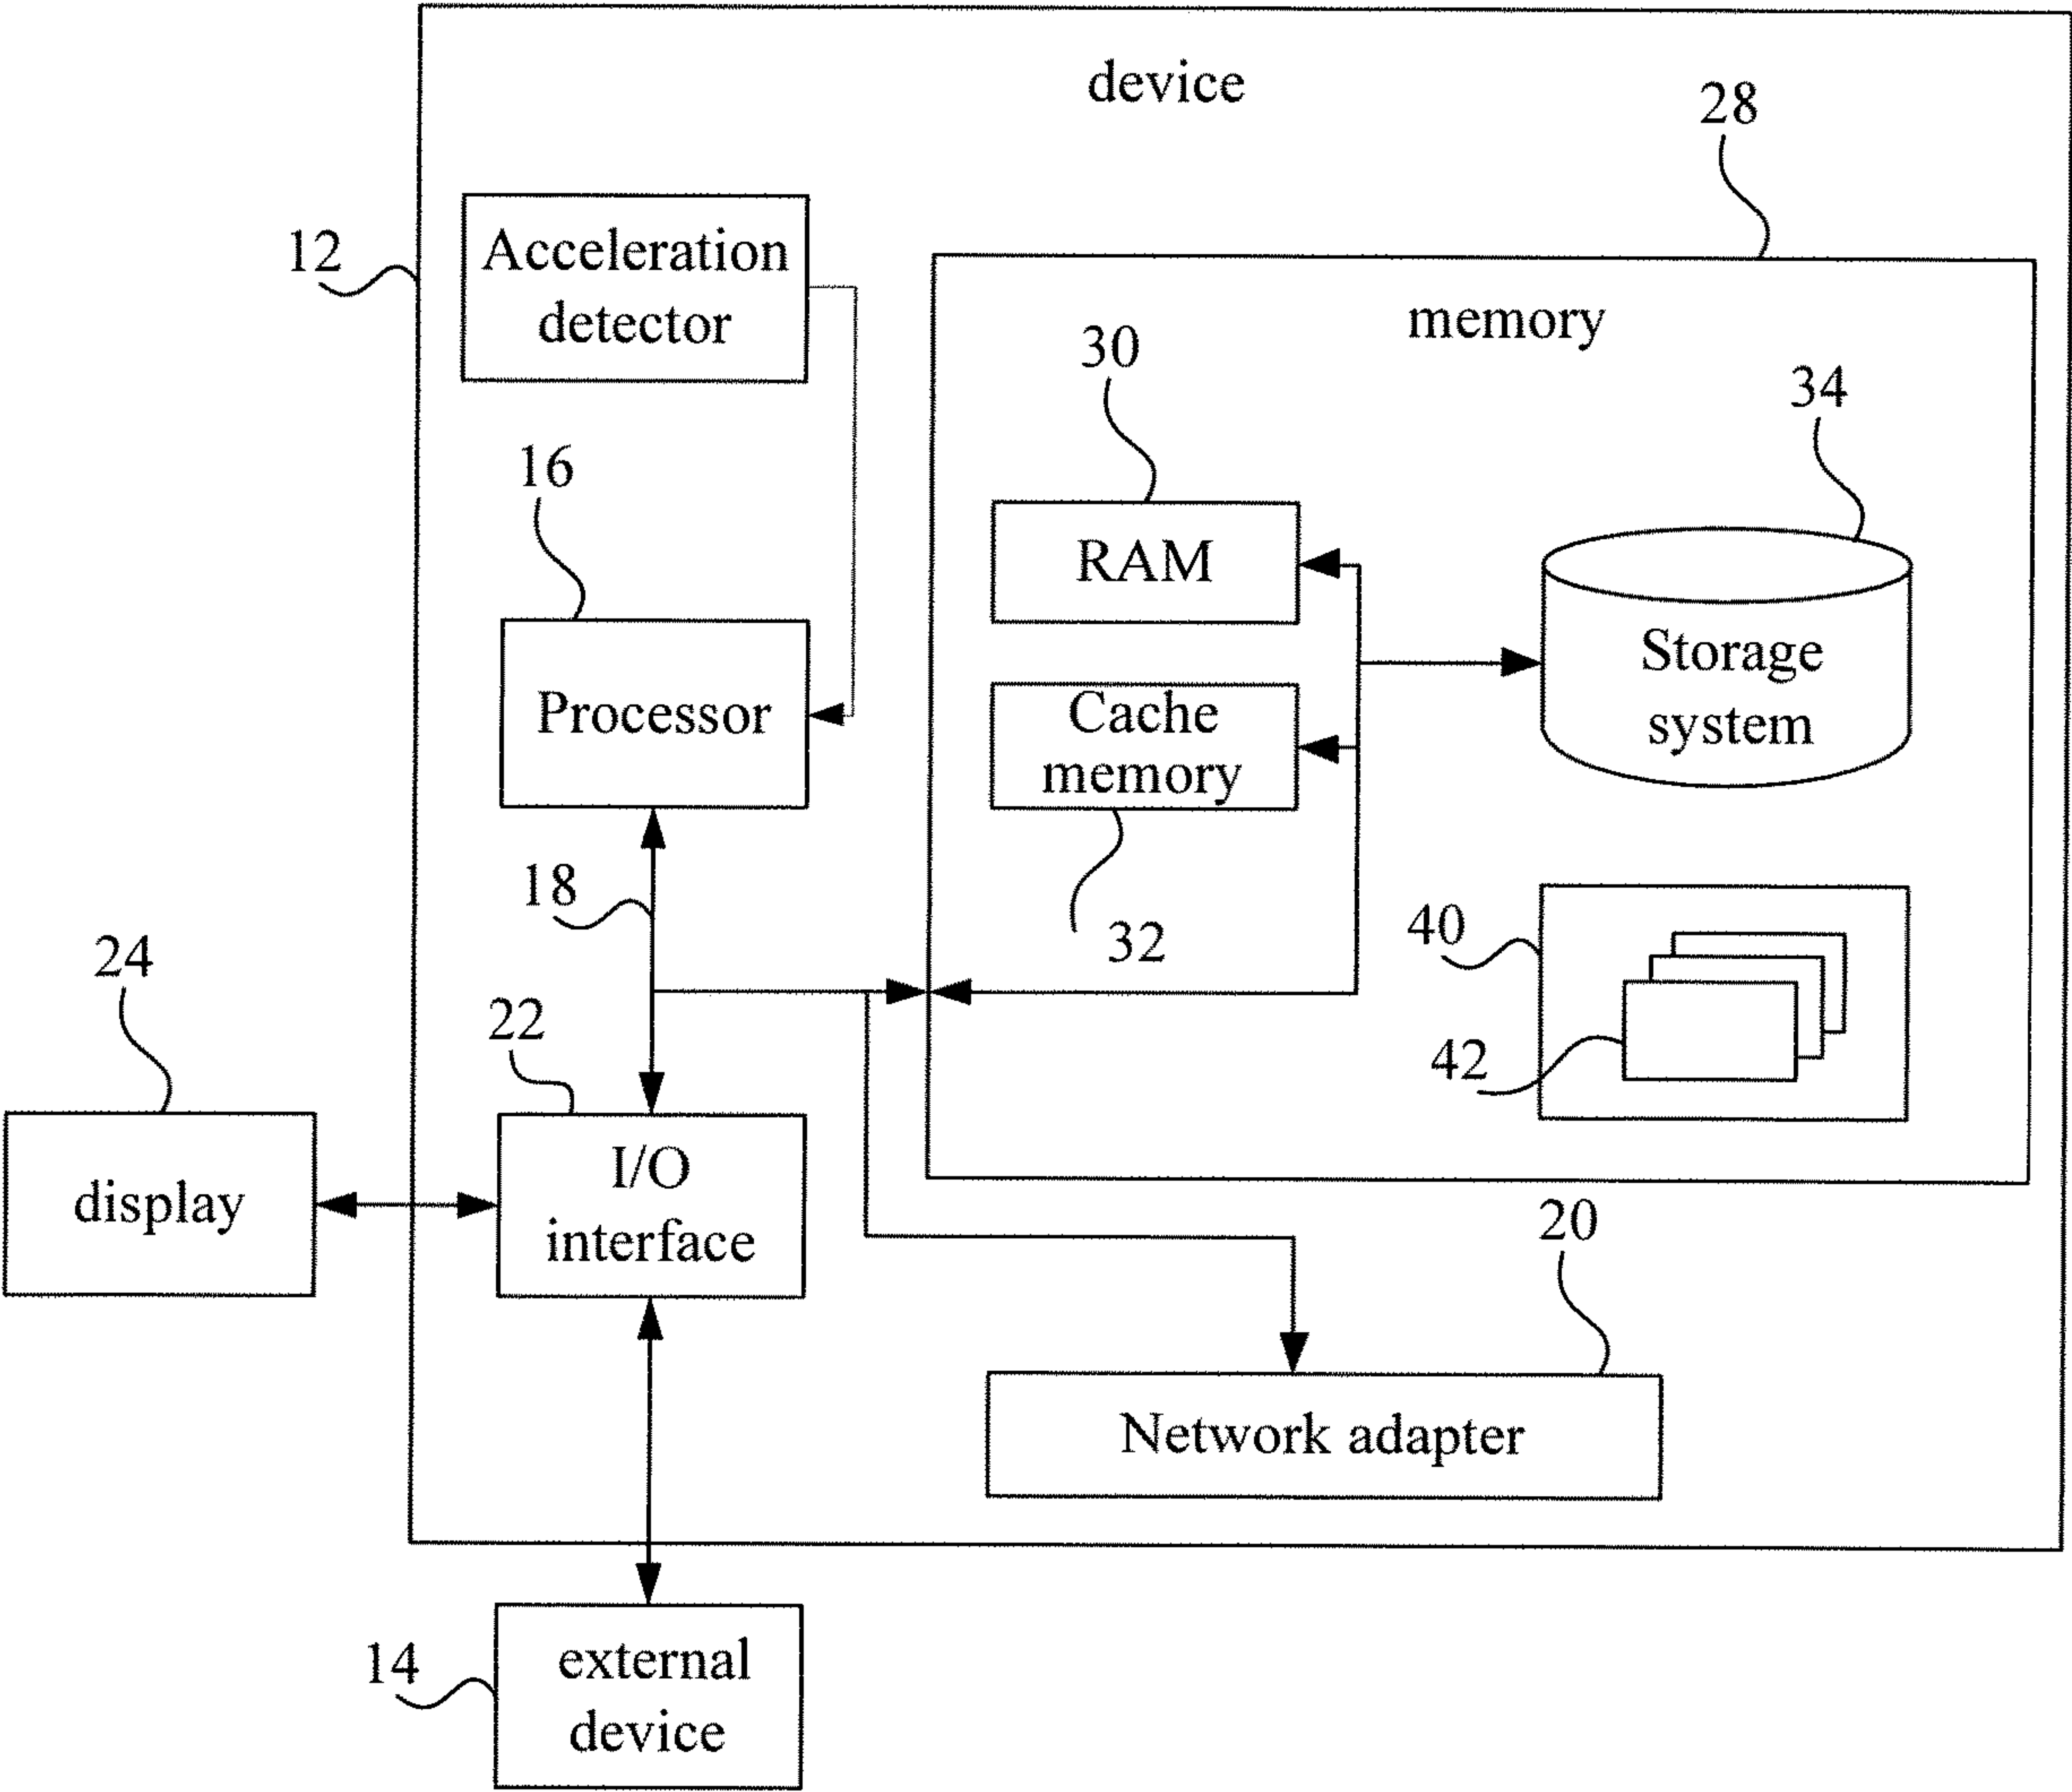 device
28
12
Acceleration
detector
memory
30
34
16
RAM
Storage
system
Processor
Cache
memory
18
32
40
24
22
42
display
I/O
interface
20
Network adapter
14
external
device